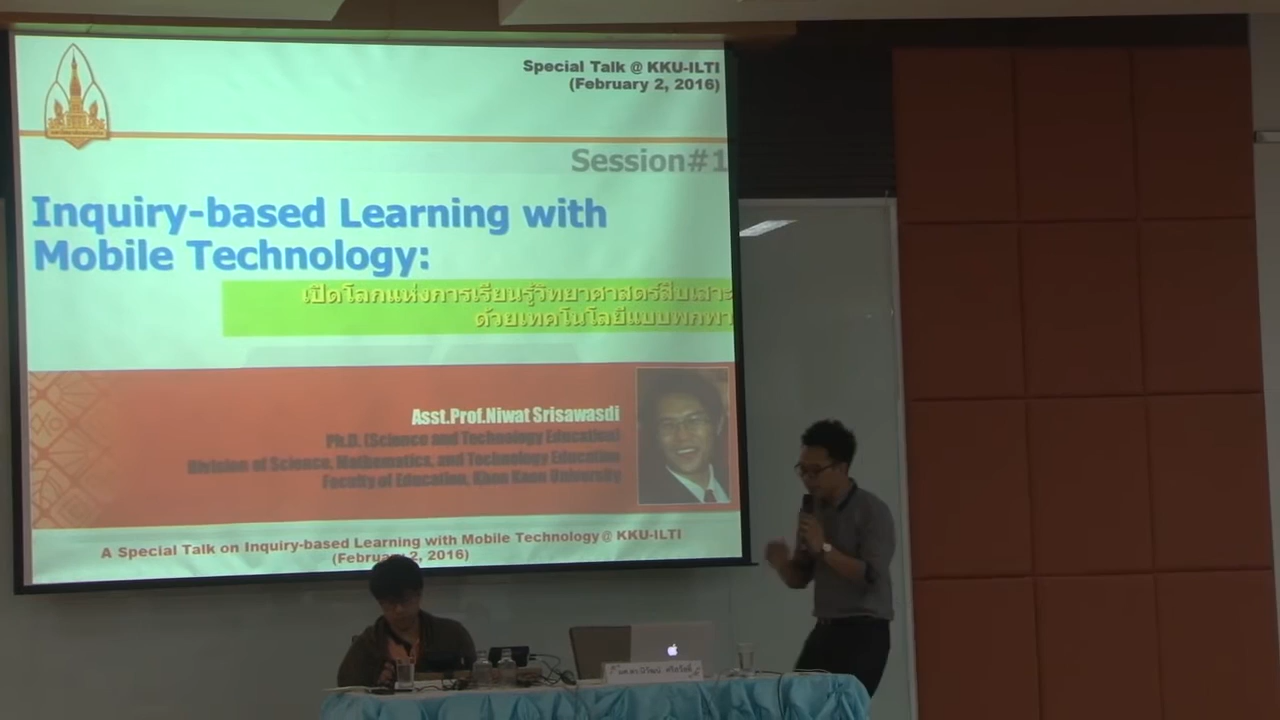 Special Talk @ KKU-ILTI
(February 2, 2016)
Session#1
Inquiry-based Learning with
Mobile Technology:
เปิดโลกแห่งการเรียนรู้วิทยาศาสตร์สืบเสาะ
ด้วยเทคโนโลยีแบบพกพา
Asst.Prof.Niwat Srisawasdi
Ph.D. (Science and Technology Education)
Division of Science, Mathematics, and Technology Education
Faculty of Education, Khon Kaen University
A Special Talk on Inquiry-based Learning with Mobile Technology @ KKU-ILTI
2, 2016)